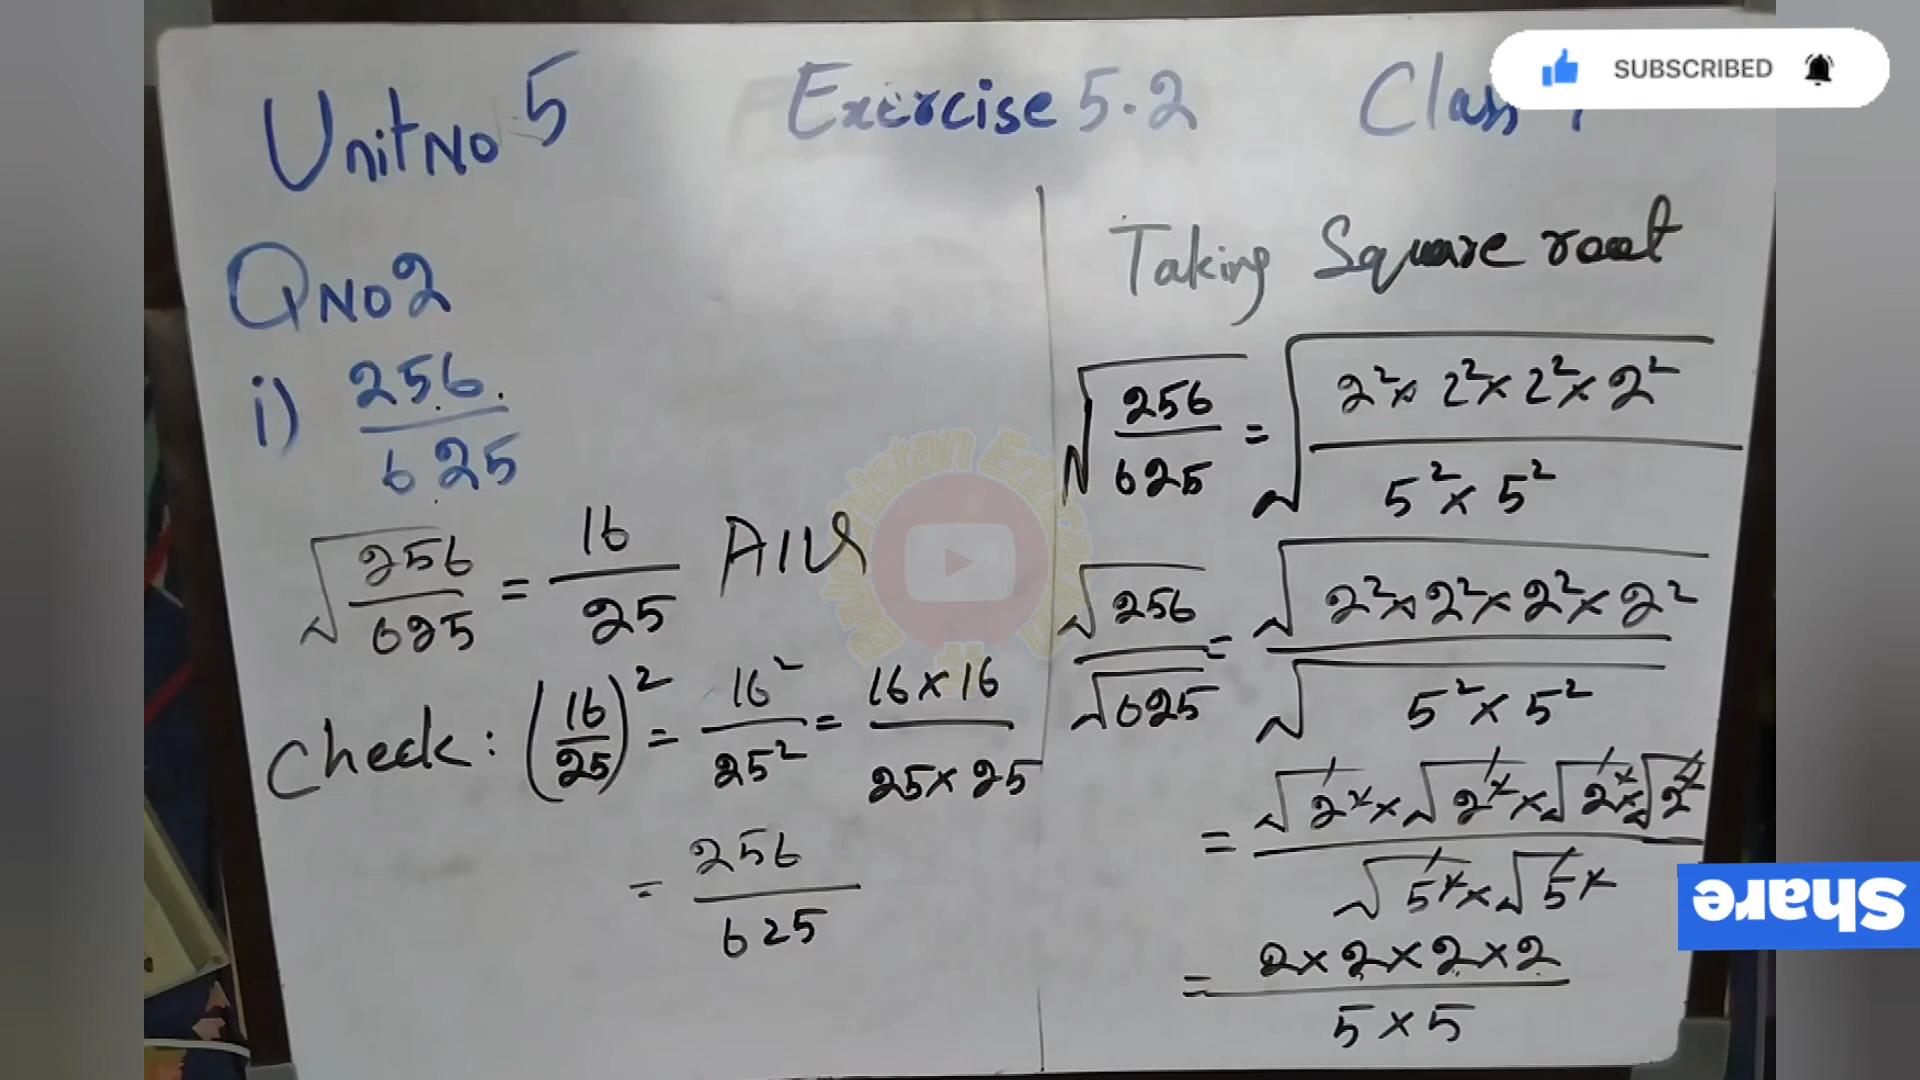 Unit No 5 Exercise 5.2 Class
SUBSCRIBED
Q No 2
i) 256/625
√(256/625) = 16/25 Ans
Check: (16/25)² = 16²/25² = 16×16/25×25
= 256/625
Taking Square root
√(256/625) = √(2²×2²×2²×2²/5²×5²)
√256/√625 = √2²×2²×2²×2²/√5²×5²
= √2²×√2²×√2²×√2²/√5²×√5²
= 2×2×2×2/5×5
Share